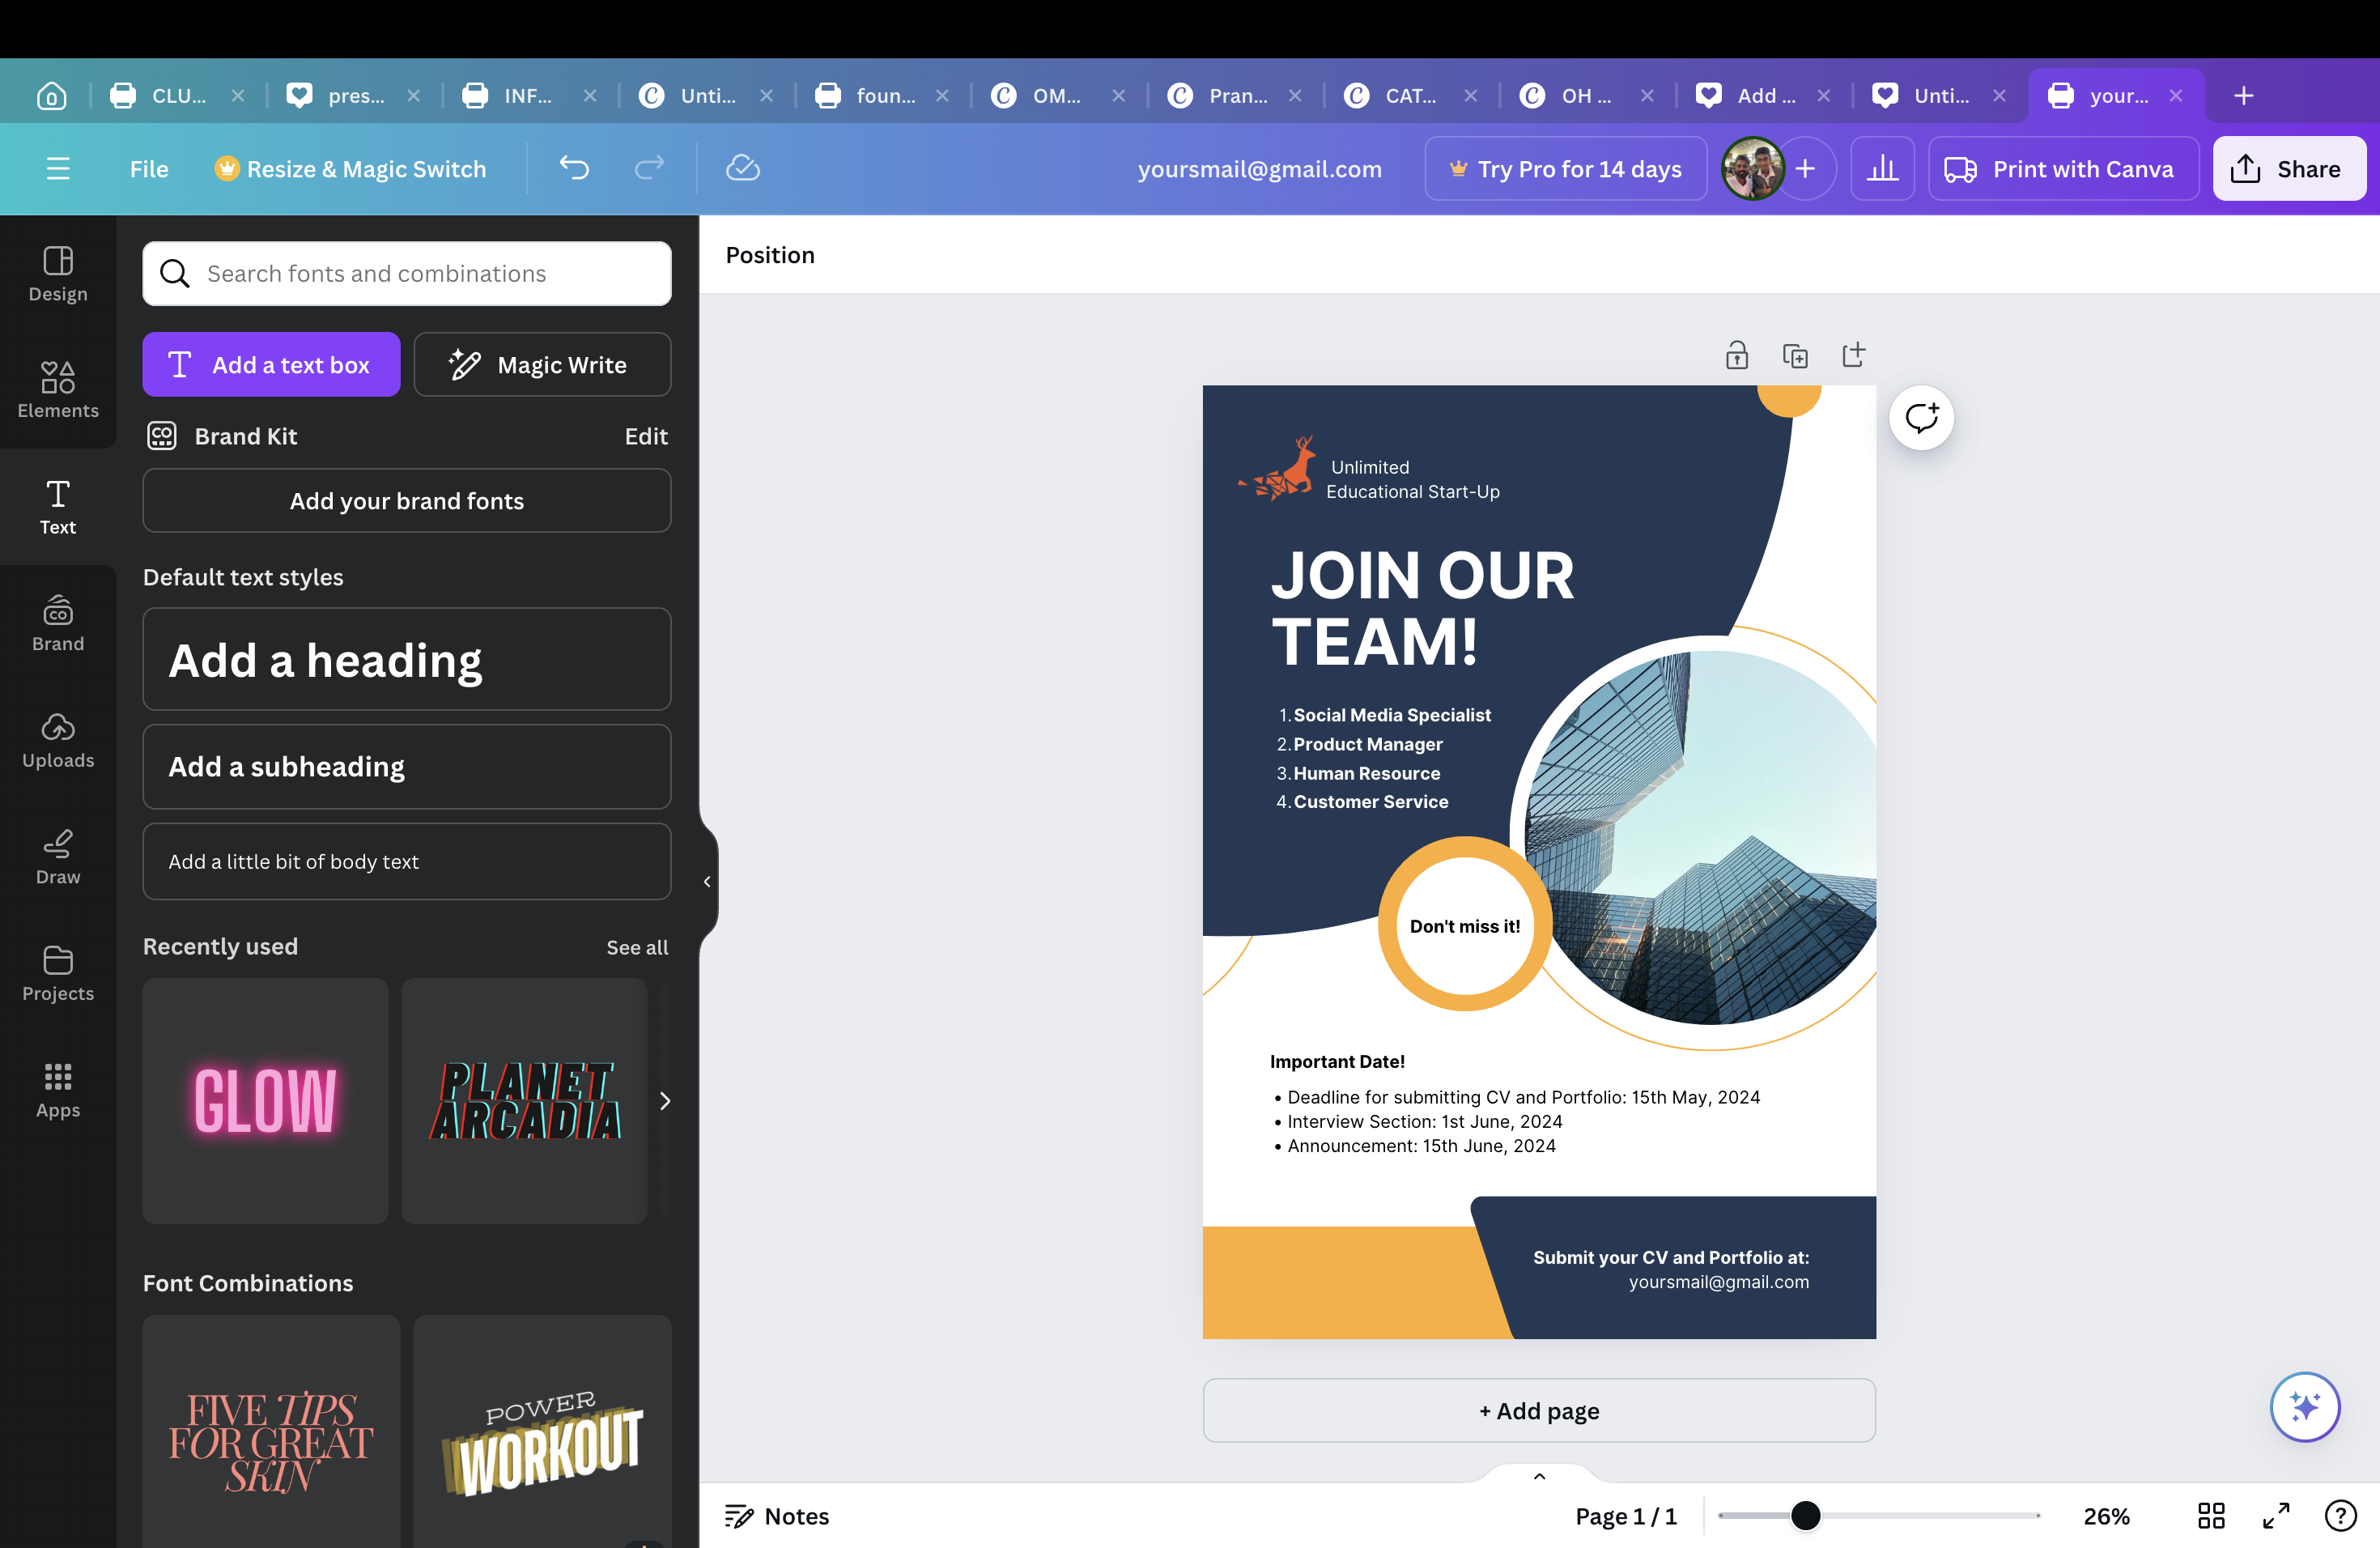 CLU...
pres...
INF...
Unti...
foun...
OM...
Pran...
CAT...
OH ...
Add ...
Unti...
your...
File
Resize & Magic Switch
yoursmail@gmail.com
Try Pro for 14 days
Print with Canva
Share
Design
Elements
Text
Brand
Uploads
Draw
Projects
Apps
Search fonts and combinations
Add a text box
Magic Write
Brand Kit
Edit
Add your brand fonts
Default text styles
Add a heading
Add a subheading
Add a little bit of body text
Recently used
See all
GLOW
PLANET
ARCADIA
Font Combinations
FIVE TIPS
FOR GREAT
SKIN
POWER
WORKOUT
Position
Unlimited
Educational Start-Up
JOIN OUR
TEAM!
1. Social Media Specialist
2. Product Manager
3. Human Resource
4. Customer Service
Don't miss it!
Important Date!
• Deadline for submitting CV and Portfolio: 15th May, 2024
• Interview Section: 1st June, 2024
• Announcement: 15th June, 2024
Submit your CV and Portfolio at:
yoursmail@gmail.com
+ Add page
Notes
Page 1 / 1
26%